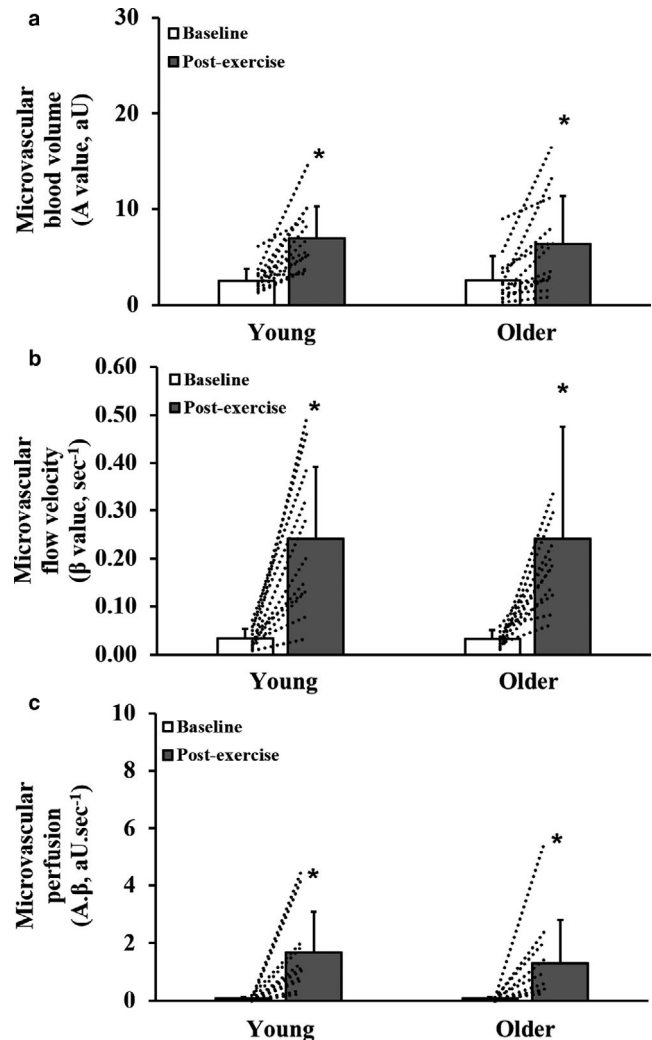 a
30
20
10
0
Microvascular
blood volume
(A value, aU)
Baseline
Post-exercise
*
*
Young
Older
b
0.60
0.50
0.40
0.30
0.20
0.10
0.00
Microvascular
flow velocity
(β value, sec⁻¹)
Baseline
Post-exercise
*
*
Young
Older
c
10
8
6
4
2
0
Microvascular
perfusion
(A.β, aU.sec⁻¹)
Baseline
Post-exercise
*
*
Young
Older